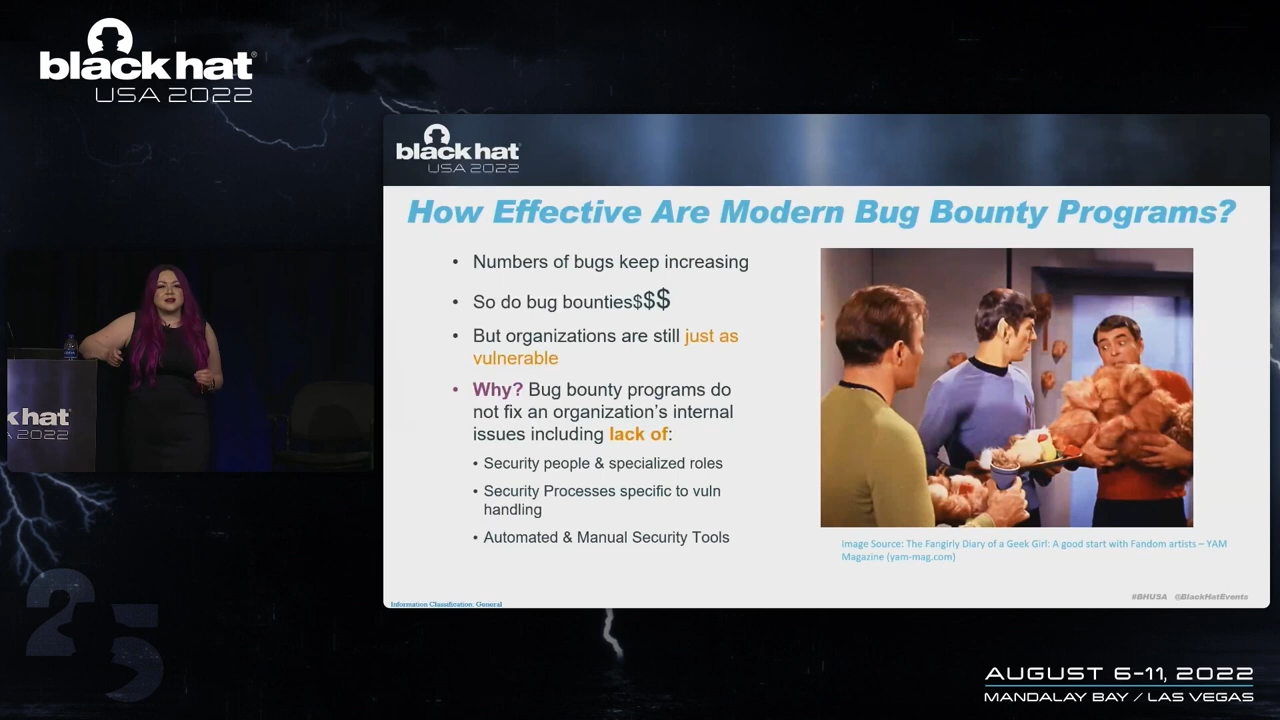 black hat®
USA 2022
black hat®
USA 2022
How Effective Are Modern Bug Bounty Programs?
• Numbers of bugs keep increasing
• So do bug bounties$$$
• But organizations are still just as
vulnerable
• Why? Bug bounty programs do
not fix an organization’s internal
issues including lack of:
• Security people & specialized roles
• Security Processes specific to vuln
handling
• Automated & Manual Security Tools
Image Source: The Fangirly Diary of a Geek Girl: A good start with Fandom artists – YAM
Magazine (yam-mag.com)
Information Classification: General
#BHUSA @BlackHatEvents
k hat
2022
25
AUGUST 6-11, 2022
MANDALAY BAY / LAS VEGAS